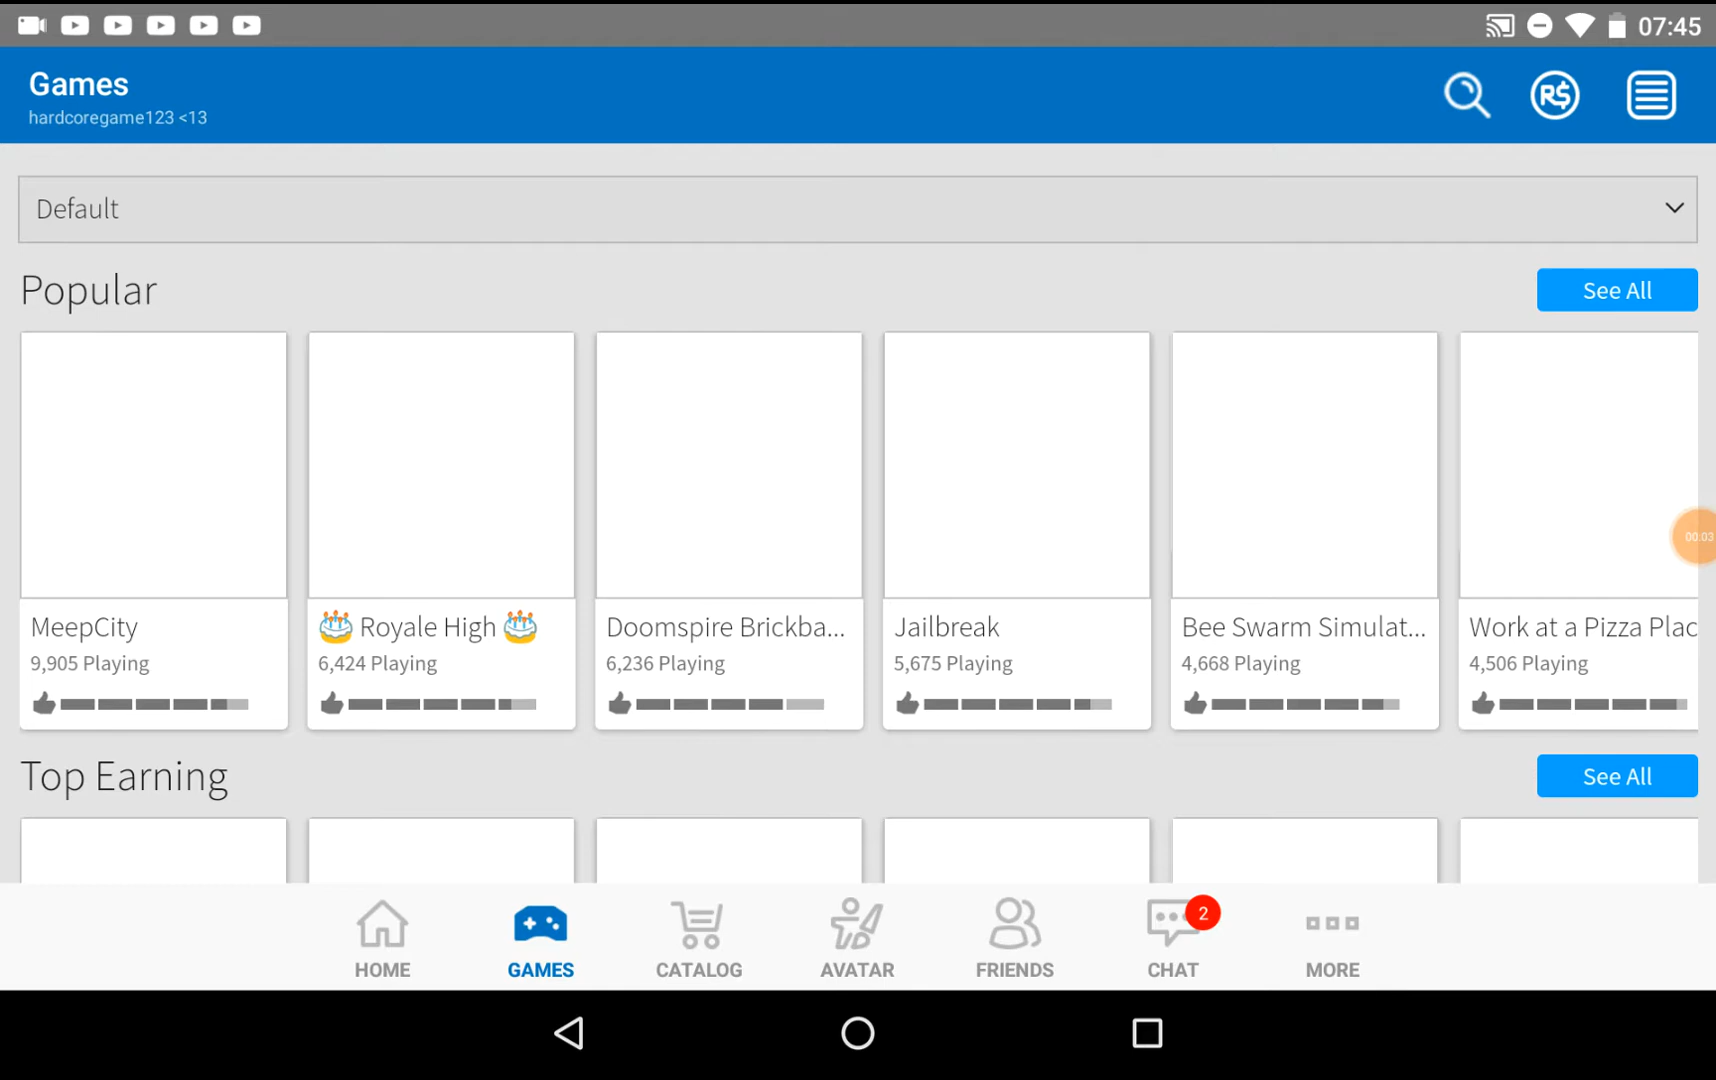 07:45
Games
hardcoregame123 <13
R$
Default
Popular
See All
MeepCity
9,905 Playing
🎂 Royale High 🎂
6,424 Playing
Doomspire Brickba...
6,236 Playing
Jailbreak
5,675 Playing
Bee Swarm Simulat...
4,668 Playing
Work at a Pizza Plac
4,506 Playing
00:03
Top Earning
See All
HOME
GAMES
CATALOG
AVATAR
FRIENDS
2
CHAT
MORE